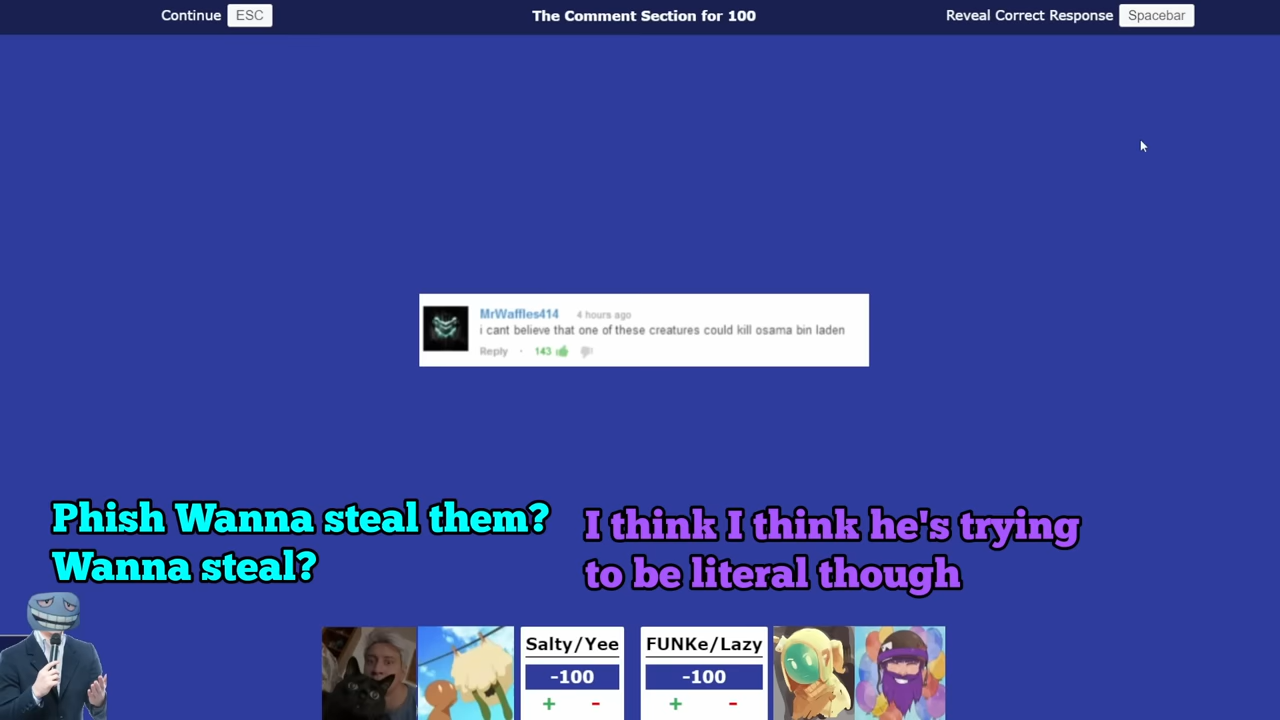 Continue ESC The Comment Section for 100 Reveal Correct Response Spacebar
MrWaffles414 4 hours ago
i cant believe that one of these creatures could kill osama bin laden
Reply · 143
Phish Wanna steal them?
Wanna steal?
I think I think he's trying
to be literal though
Salty/Yee FUNKe/Lazy
-100 -100
+ - + -